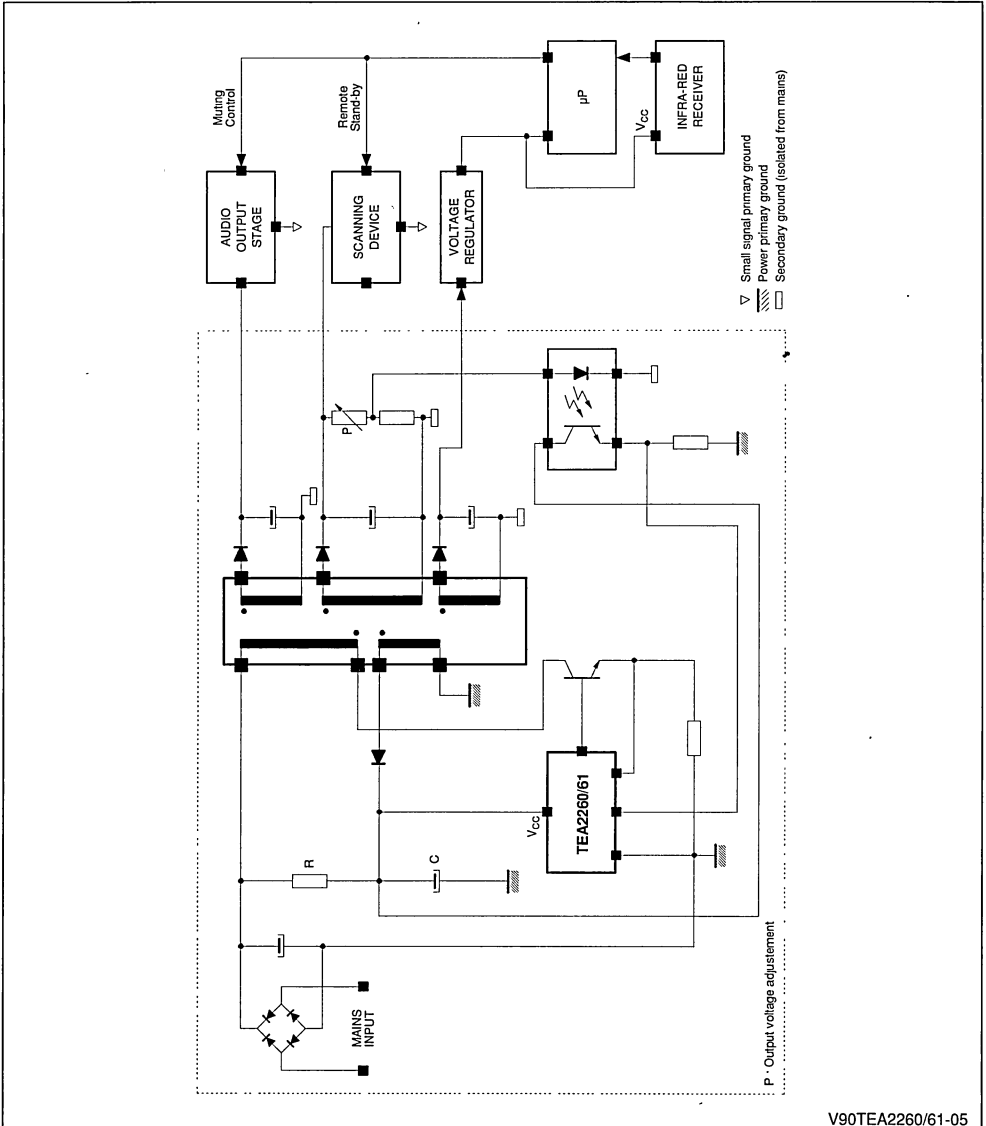 Muting
Control
Remote
Stand-by
AUDIO
OUTPUT
STAGE
SCANNING
DEVICE
VOLTAGE
REGULATOR
µP
VCC
INFRA-RED
RECEIVER
▽ Small signal primary ground
Power primary ground
Secondary ground (isolated from mains)
P
R
C
VCC
TEA2260/61
MAINS
INPUT
P · Output voltage adjustement
V90TEA2260/61-05